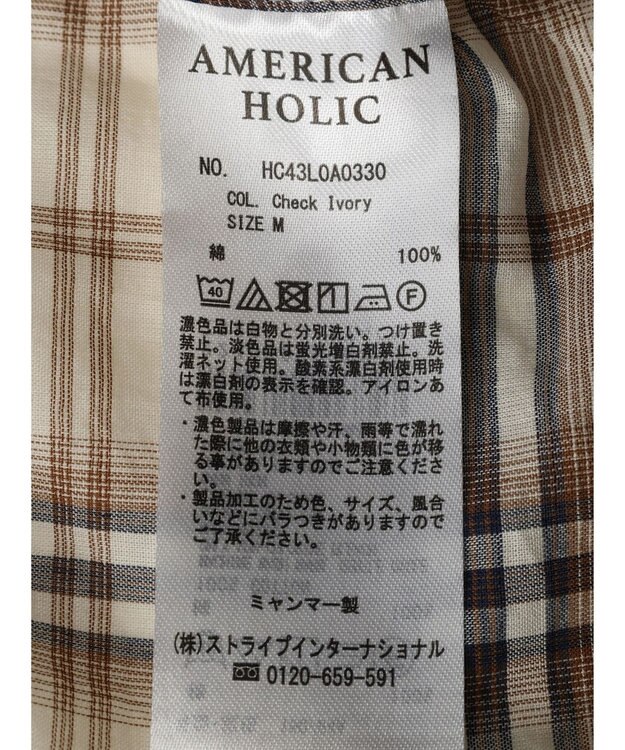 AMERICAN
HOLIC
NO. HC43L0A0330
COL. Check Ivory
SIZE M
綿 100%
40 F
濃色品は白物と分別洗い。つけ置き
禁止。淡色品は蛍光増白剤禁止。洗
濯ネット使用。酸素系漂白剤使用時
は漂白剤の表示を確認。アイロンあ
て布使用。
・濃色製品は摩擦や汗、雨等で濡れ
た際に他の衣類や小物類に色が移
る事がありますのでご注意くださ
い。
・製品加工のため色、サイズ、風合
いなどにバラつきがありますので
ご了承ください。
ミャンマー製
(株)ストライプインターナショナル
0120-659-591